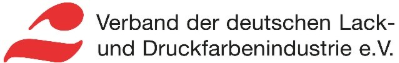 Verband der deutschen Lack-
und Druckfarbenindustrie e.V.